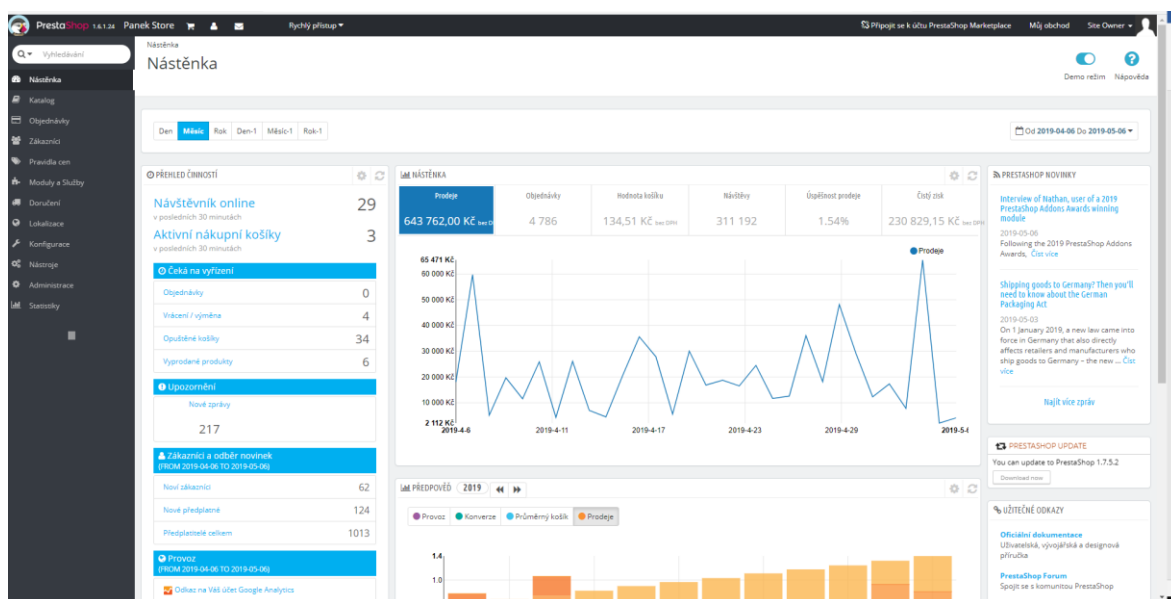 PrestaShop 1.6.1.24 Panek Store Rychlý přístup Připojit se k účtu PrestaShop Marketplace Můj obchod Site Owner
Vyhledávání
Nástěnka
Katalog
Objednávky
Zákazníci
Pravidla cen
Moduly a Služby
Doručení
Lokalizace
Konfigurace
Nástroje
Administrace
Statistiky
Nástěnka
Nástěnka
Demo režim Nápověda
Den Měsíc Rok Den-1 Měsíc-1 Rok-1
Od 2019-04-06 Do 2019-05-06
PŘEHLED ČINNOSTÍ
Návštěvník online 29
v posledních 30 minutách
Aktivní nákupní košíky 3
v posledních 30 minutách
Čeká na vyřízení
Objednávky 0
Vrácení / výměna 4
Opuštěné košíky 34
Vyprodané produkty 6
Upozornění
Nové zprávy
217
Zákazníci a odběr novinek
(FROM 2019-04-06 TO 2019-05-06)
Noví zákazníci 62
Nové předplatné 124
Předplatitelé celkem 1013
Provoz
(FROM 2019-04-06 TO 2019-05-06)
Odkaz na Váš účet Google Analytics
NÁSTĚNKA
Prodeje Objednávky Hodnota košíku Návštěvy Úspěšnost prodeje Čistý zisk
643 762,00 Kč bez D 4 786 134,51 Kč bez DPH 311 192 1.54% 230 829,15 Kč bez DPH
Prodeje
65 471 Kč
60 000 Kč
50 000 Kč
40 000 Kč
30 000 Kč
20 000 Kč
10 000 Kč
2 112 Kč
2019-4-6 2019-4-11 2019-4-17 2019-4-23 2019-4-29 2019-5-6
PŘEDPOVĚĎ 2019
Provoz Konverze Průměrný košík Prodeje
1.4
1.0
PRESTASHOP NOVINKY
Interview of Nathan, user of a 2019
PrestaShop Addons Awards winning
module
2019-05-06
Following the 2019 PrestaShop Addons
Awards, Číst více
Shipping goods to Germany? Then you'll
need to know about the German
Packaging Act
2019-05-03
On 1 January 2019, a new law came into
force in Germany that also directly
affects retailers and manufacturers who
ship goods to Germany – the new ... Číst
více
Najít více zpráv
PRESTASHOP UPDATE
You can update to PrestaShop 1.7.5.2
Download now
UŽITEČNÉ ODKAZY
Oficiální dokumentace
Uživatelská, vývojářská a designová
příručka
PrestaShop Forum
Spojit se s komunitou PrestaShop